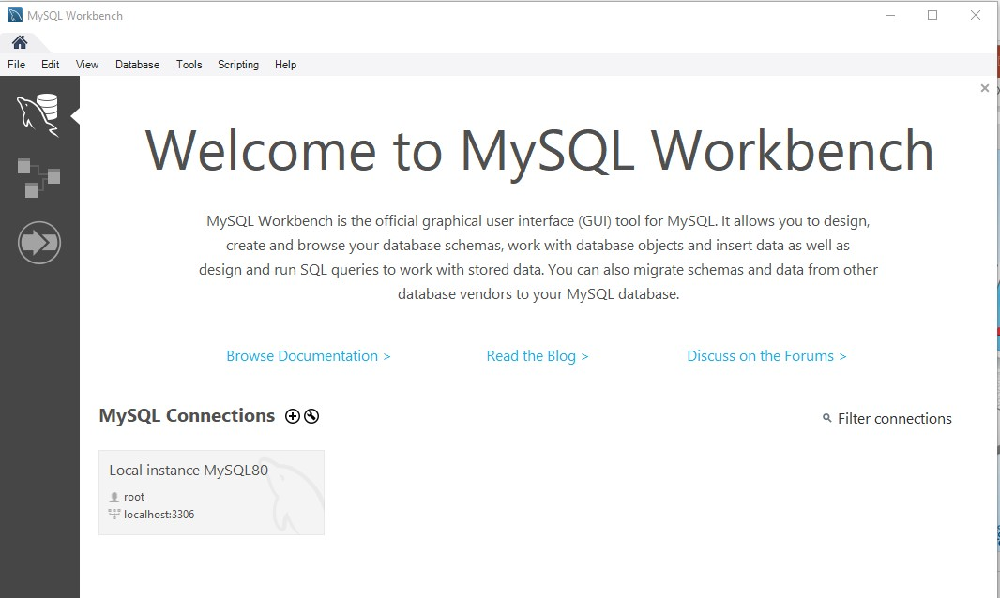 MySQL Workbench
File Edit View Database Tools Scripting Help
Welcome to MySQL Workbench
MySQL Workbench is the official graphical user interface (GUI) tool for MySQL. It allows you to design,
create and browse your database schemas, work with database objects and insert data as well as
design and run SQL queries to work with stored data. You can also migrate schemas and data from other
database vendors to your MySQL database.
Browse Documentation > Read the Blog > Discuss on the Forums >
MySQL Connections Filter connections
Local instance MySQL80
root
localhost:3306